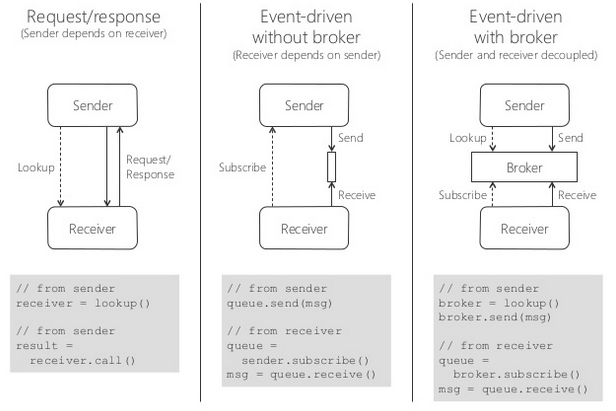 Request/response
(Sender depends on receiver)
Sender
Lookup
Request/
Response
Receiver
// from sender
receiver = lookup()
// from sender
result =
receiver.call()
Event-driven
without broker
(Receiver depends on sender)
Sender
Send
Subscribe
Receive
Receiver
// from sender
queue.send(msg)
// from receiver
queue =
sender.subscribe()
msg = queue.receive()
Event-driven
with broker
(Sender and receiver decoupled)
Sender
Lookup
Send
Broker
Subscribe
Receive
Receiver
// from sender
broker = lookup()
broker.send(msg)
// from receiver
queue =
broker.subscribe()
msg = queue.receive()